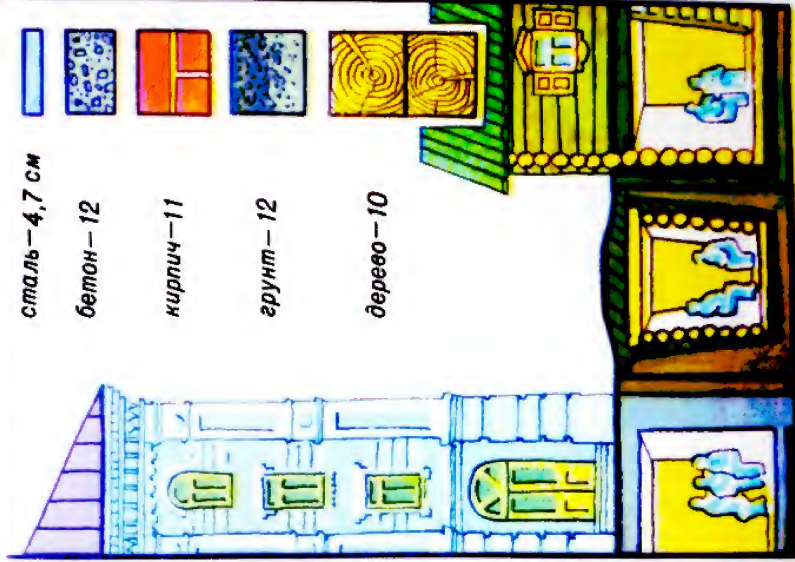 сталь–4,7 см
бетон–12
кирпич–11
грунт–12
дерево–10